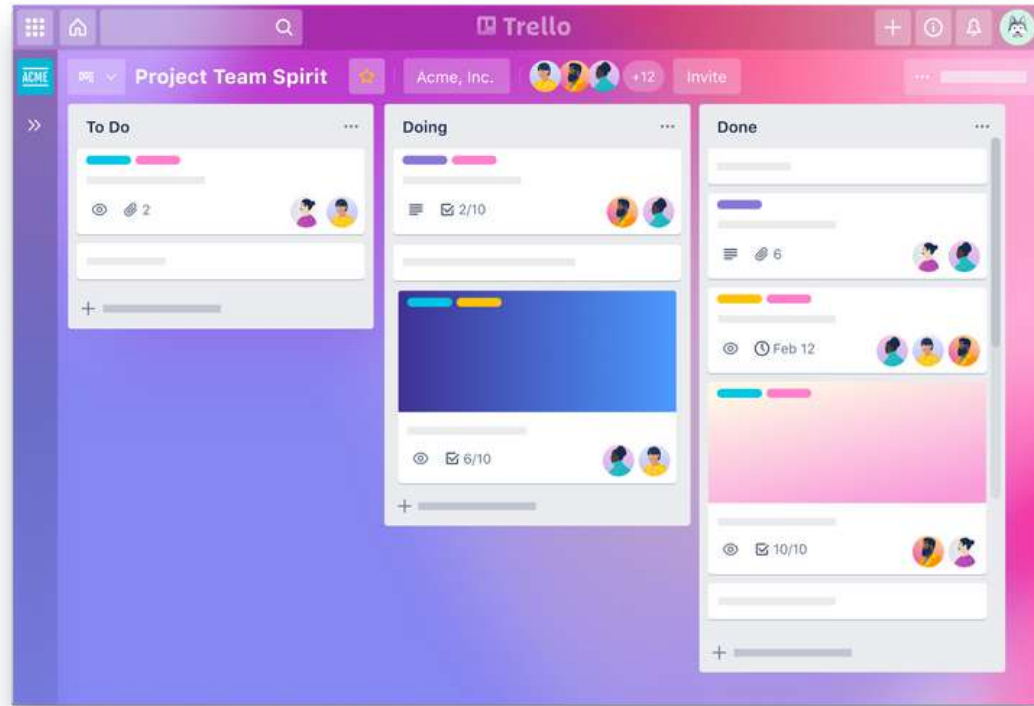 Trello
ACME
Project Team Spirit
Acme, Inc.
+12
Invite
To Do
2
Doing
2/10
6/10
Done
6
Feb 12
10/10